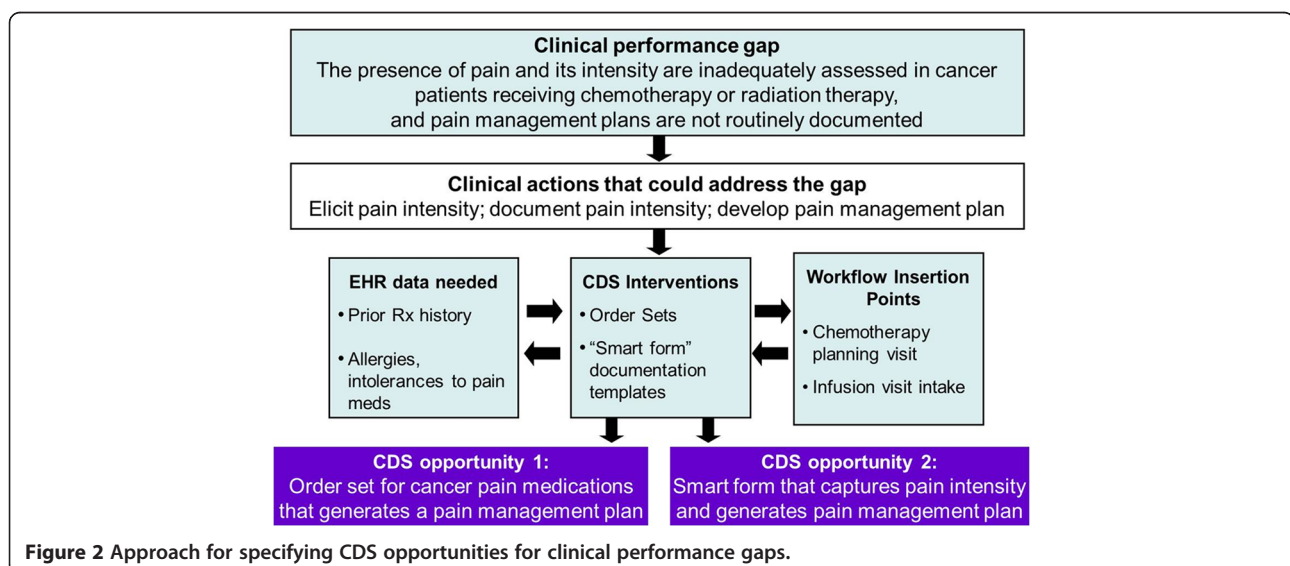 Clinical performance gap
The presence of pain and its intensity are inadequately assessed in cancer
patients receiving chemotherapy or radiation therapy,
and pain management plans are not routinely documented
Clinical actions that could address the gap
Elicit pain intensity; document pain intensity; develop pain management plan
EHR data needed
• Prior Rx history
• Allergies,
intolerances to pain
meds
CDS Interventions
• Order Sets
• “Smart form”
documentation
templates
Workflow Insertion
Points
• Chemotherapy
planning visit
• Infusion visit intake
CDS opportunity 1:
Order set for cancer pain medications
that generates a pain management plan
CDS opportunity 2:
Smart form that captures pain intensity
and generates pain management plan
Figure 2 Approach for specifying CDS opportunities for clinical performance gaps.